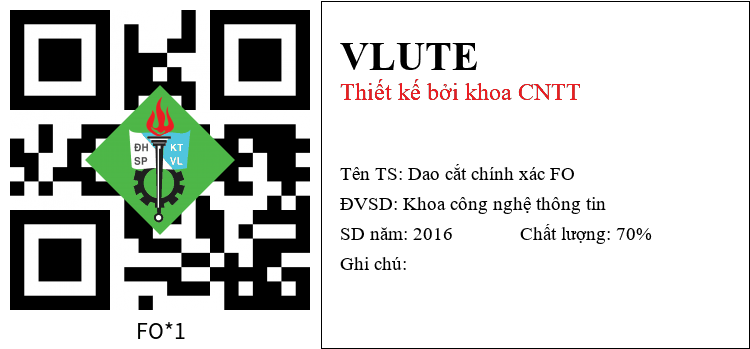 ĐH KT
SP VL
FO*1
VLUTE
Thiết kế bởi khoa CNTT
Tên TS: Dao cắt chính xác FO
ĐVSD: Khoa công nghệ thông tin
SD năm: 2016 Chất lượng: 70%
Ghi chú: